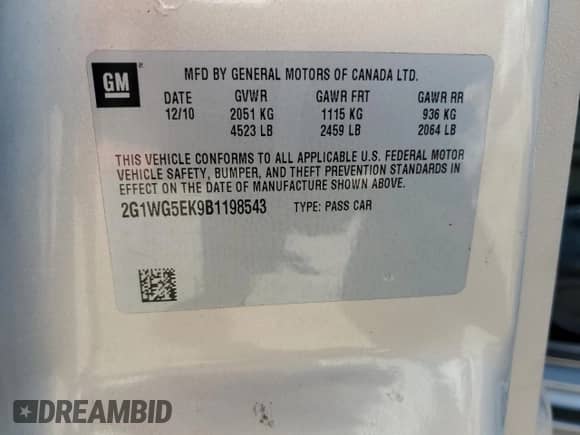 GM
MFD BY GENERAL MOTORS OF CANADA LTD.
DATE GVWR GAWR FRT GAWR RR
12/10 2051 KG 1115 KG 936 KG
4523 LB 2459 LB 2064 LB
THIS VEHICLE CONFORMS TO ALL APPLICABLE U.S. FEDERAL MOTOR
VEHICLE SAFETY, BUMPER, AND THEFT PREVENTION STANDARDS IN
EFFECT ON THE DATE OF MANUFACTURE SHOWN ABOVE.
2G1WG5EK9B1198543 TYPE: PASS CAR
DREAMBID